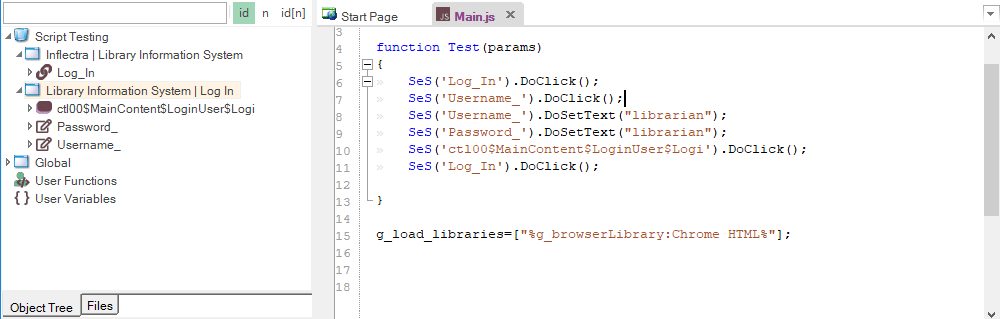 id n id[n]
Script Testing
Inflectra | Library Information System
Log_In
Library Information System | Log In
ctl00$MainContent$LoginUser$Logi
Password_
Username_
Global
User Functions
User Variables
Object Tree Files
Start Page Main.js
3
4 function Test(params)
5 {
6 » SeS('Log_In').DoClick();
7 » SeS('Username_').DoClick();
8 » SeS('Username_').DoSetText("librarian");
9 » SeS('Password_').DoSetText("librarian");
10 » SeS('ctl00$MainContent$LoginUser$Logi').DoClick();
11 » SeS('Log_In').DoClick();
12
13 }
14
15 g_load_libraries=["%g_browserLibrary:Chrome HTML%"];
16
17
18